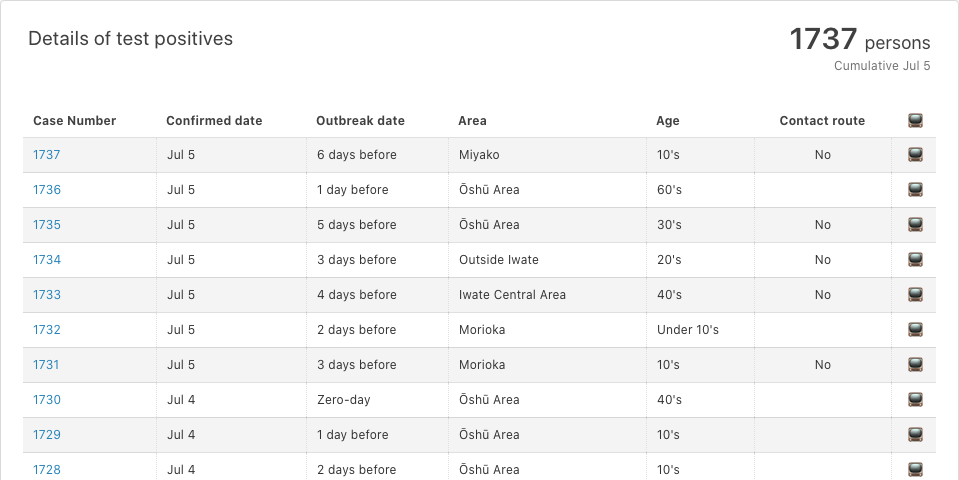 Details of test positives
1737 persons
Cumulative Jul 5
Case Number Confirmed date Outbreak date Area Age Contact route
1737 Jul 5 6 days before Miyako 10's No
1736 Jul 5 1 day before Ōshū Area 60's
1735 Jul 5 5 days before Ōshū Area 30's No
1734 Jul 5 3 days before Outside Iwate 20's No
1733 Jul 5 4 days before Iwate Central Area 40's No
1732 Jul 5 2 days before Morioka Under 10's
1731 Jul 5 3 days before Morioka 10's No
1730 Jul 4 Zero-day Ōshū Area 40's
1729 Jul 4 1 day before Ōshū Area 10's
1728 Jul 4 2 days before Ōshū Area 10's